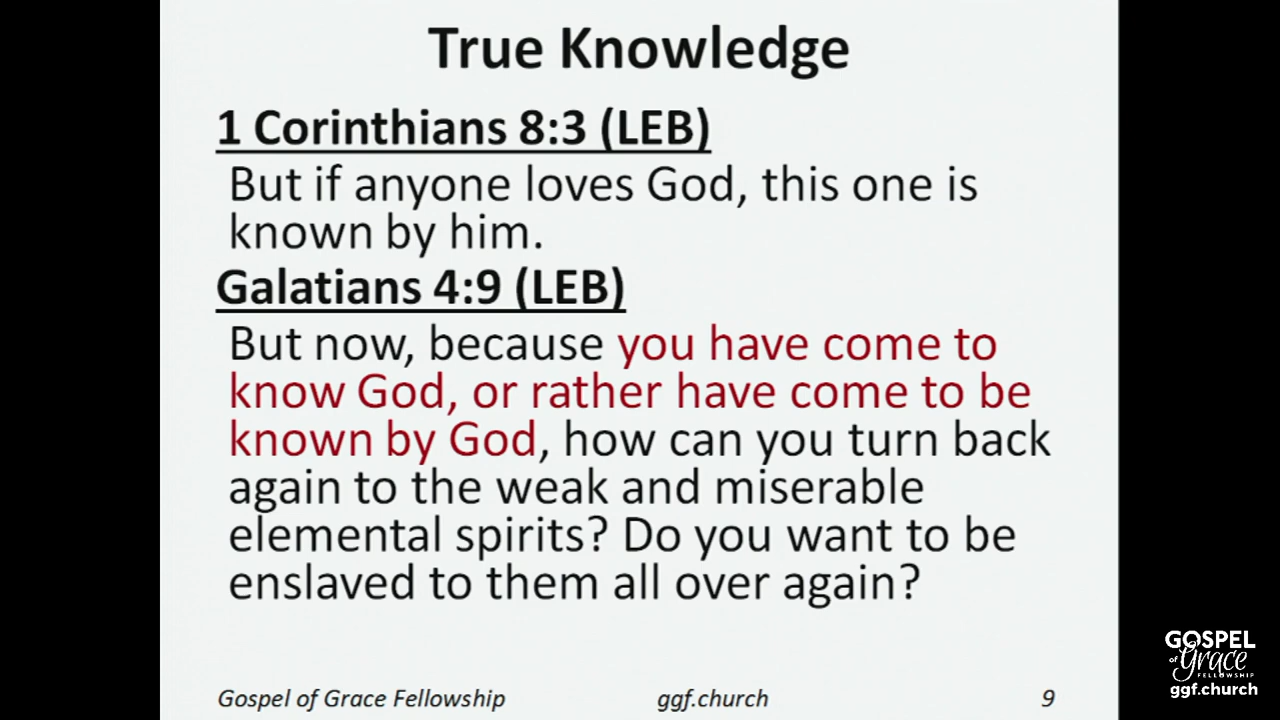 True Knowledge
1 Corinthians 8:3 (LEB)
But if anyone loves God, this one is
known by him.
Galatians 4:9 (LEB)
But now, because you have come to
know God, or rather have come to be
known by God, how can you turn back
again to the weak and miserable
elemental spirits? Do you want to be
enslaved to them all over again?
Gospel of Grace Fellowship ggf.church 9
GOSPEL
of Grace
FELLOWSHIP
ggf.church